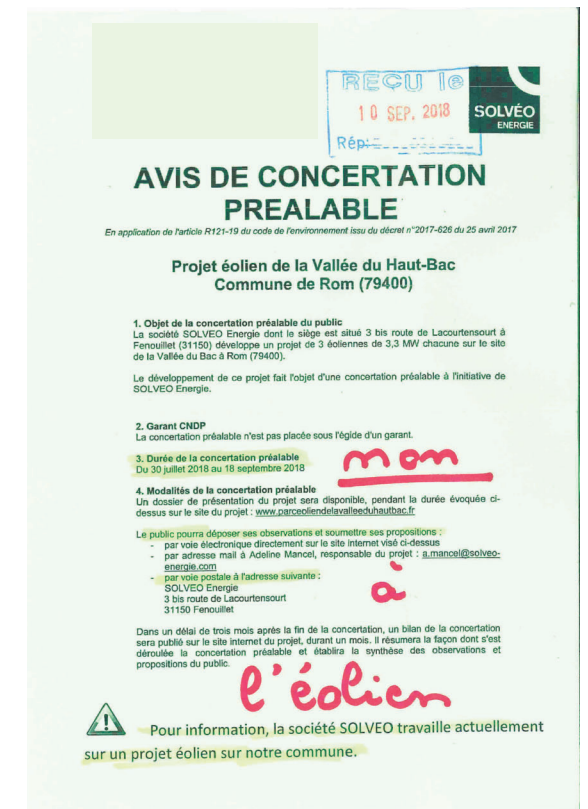 REÇU le
10 SEP. 2018
Rép:
SOLVÉO
ENERGIE
AVIS DE CONCERTATION
PREALABLE
En application de l'article R121-19 du code de l'environnement issu du décret n°2017-626 du 25 avril 2017
Projet éolien de la Vallée du Haut-Bac
Commune de Rom (79400)
1. Objet de la concertation préalable du public
La société SOLVEO Energie dont le siège est situé 3 bis route de Lacourtensourt à
Fenouillet (31150) développe un projet de 3 éoliennes de 3,3 MW chacune sur le site
de la Vallée du Bac à Rom (79400).
Le développement de ce projet fait l'objet d'une concertation préalable à l'initiative de
SOLVEO Energie.
2. Garant CNDP
La concertation préalable n'est pas placée sous l'égide d'un garant.
3. Durée de la concertation préalable
Du 30 juillet 2018 au 18 septembre 2018
non
4. Modalités de la concertation préalable
Un dossier de présentation du projet sera disponible, pendant la durée évoquée ci-
dessus sur le site du projet : www.parceoliendelavalleeduhautbac.fr
Le public pourra déposer ses observations et soumettre ses propositions :
- par voie électronique directement sur le site Internet visé ci-dessus
- par adresse mail à Adeline Mancel, responsable du projet : a.mancel@solveo-
energie.com
- par voie postale à l'adresse suivante :
SOLVEO Energie
3 bis route de Lacourtensourt
31150 Fenouillet
à
Dans un délai de trois mois après la fin de la concertation, un bilan de la concertation
sera publié sur le site internet du projet, durant un mois. Il résumera la façon dont s'est
déroulée la concertation préalable et établira la synthèse des observations et
propositions du public.
l'éolien
Pour information, la société SOLVEO travaille actuellement
sur un projet éolien sur notre commune.